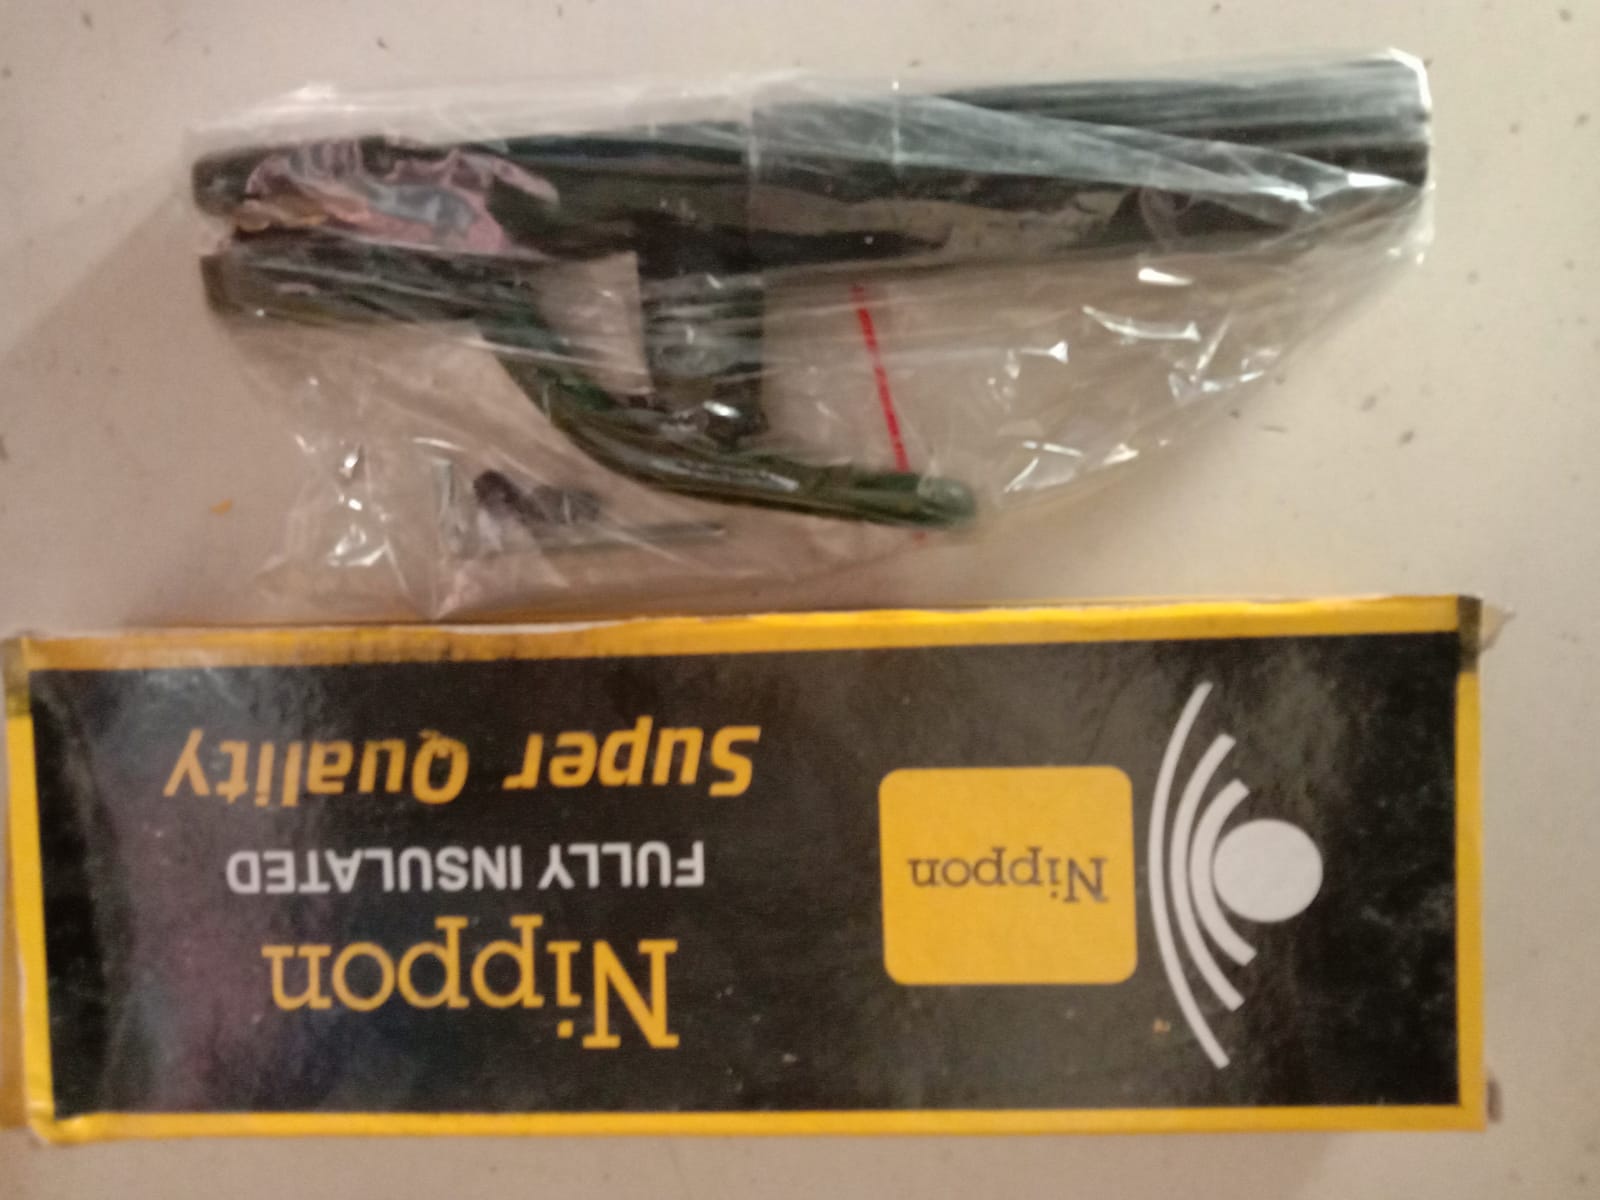 Nippon
FULLY INSULATED
Super Quality
Nippon